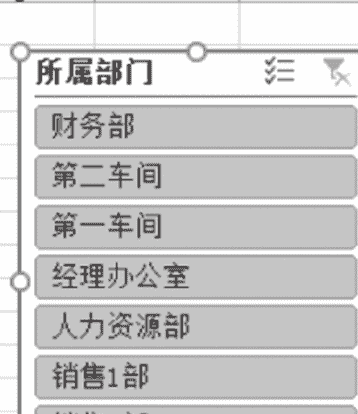 所属部门
财务部
第二车间
第一车间
经理办公室
人力资源部
销售1部